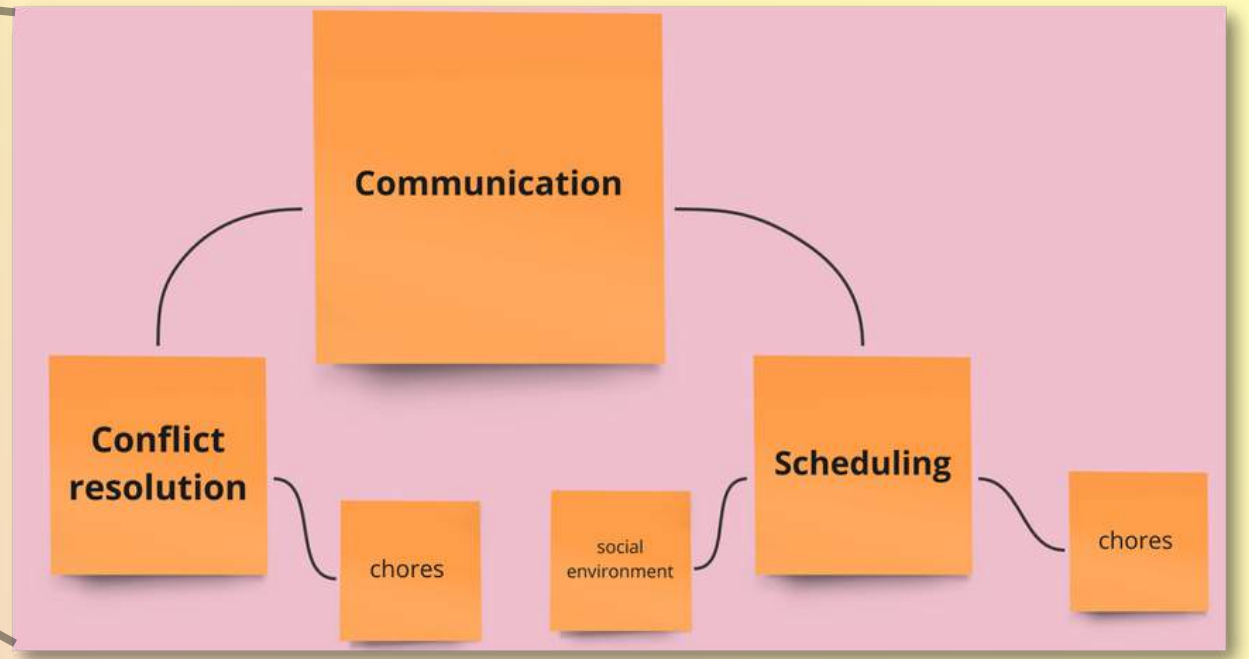 Communication
Conflict
resolution
Scheduling
chores
social
environment
chores